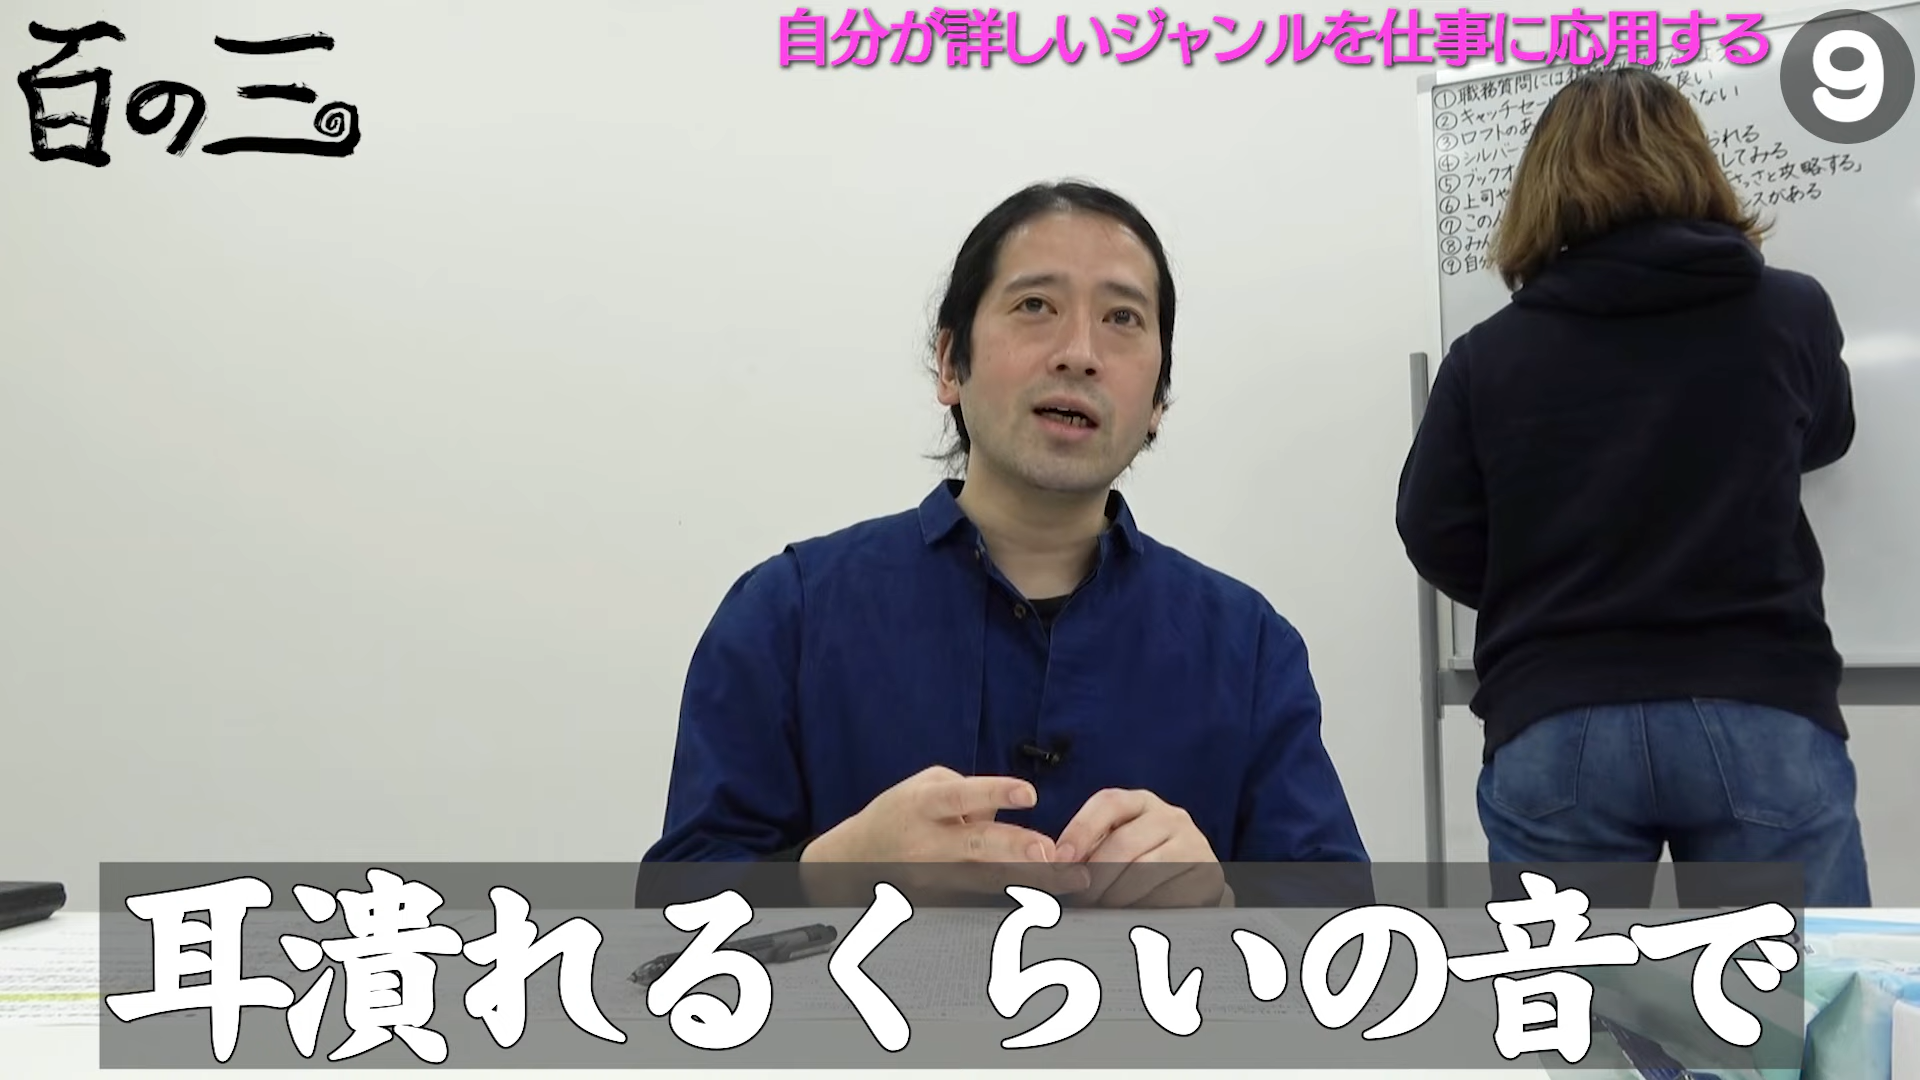 百の三。
自分が詳しいジャンルを仕事に応用する
9
①職務質問には
良い
②キャッチセー
いない
③ロフトのあ
られる
④シルバー
してみる
⑤ブックオ
さっさと攻略する」
⑥上司や
ンスがある
⑦この
⑧みん
⑨自分
耳潰れるくらいの音で